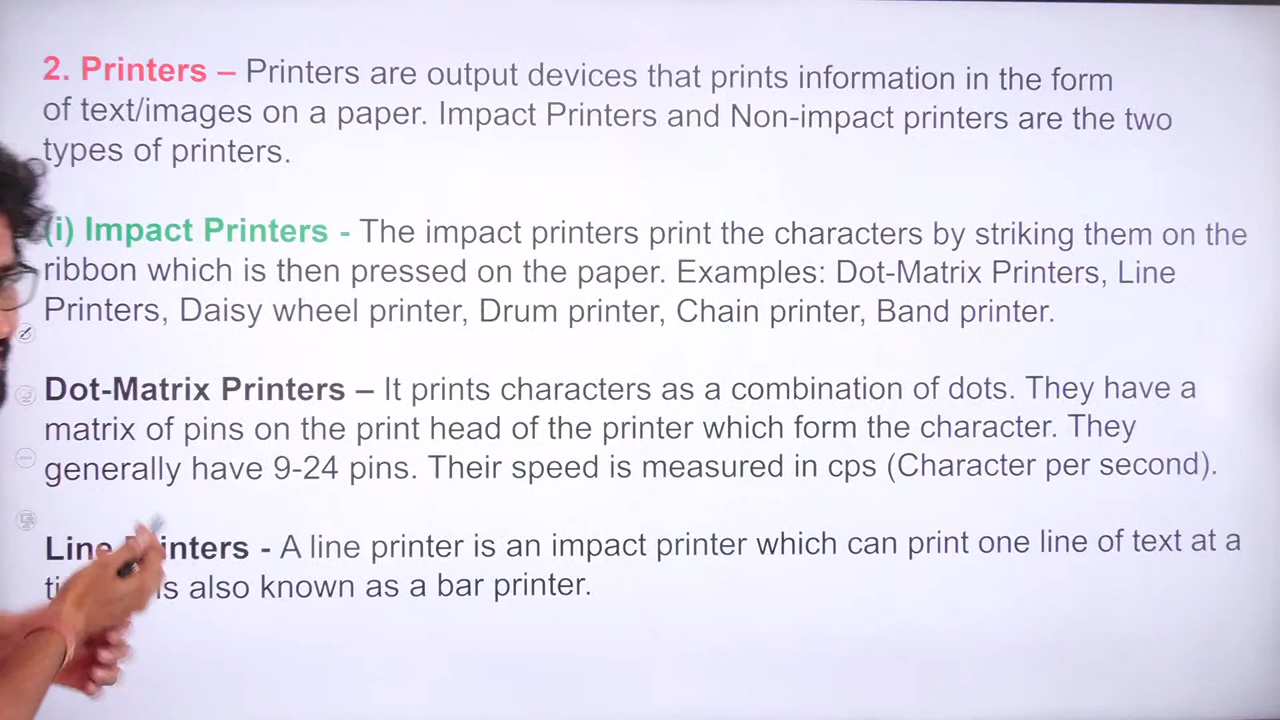 2. Printers – Printers are output devices that prints information in the form
of text/images on a paper. Impact Printers and Non-impact printers are the two
types of printers.
(i) Impact Printers - The impact printers print the characters by striking them on the
ribbon which is then pressed on the paper. Examples: Dot-Matrix Printers, Line
Printers, Daisy wheel printer, Drum printer, Chain printer, Band printer.
Dot-Matrix Printers – It prints characters as a combination of dots. They have a
matrix of pins on the print head of the printer which form the character. They
generally have 9-24 pins. Their speed is measured in cps (Character per second).
Line Printers - A line printer is an impact printer which can print one line of text at a
also known as a bar printer.